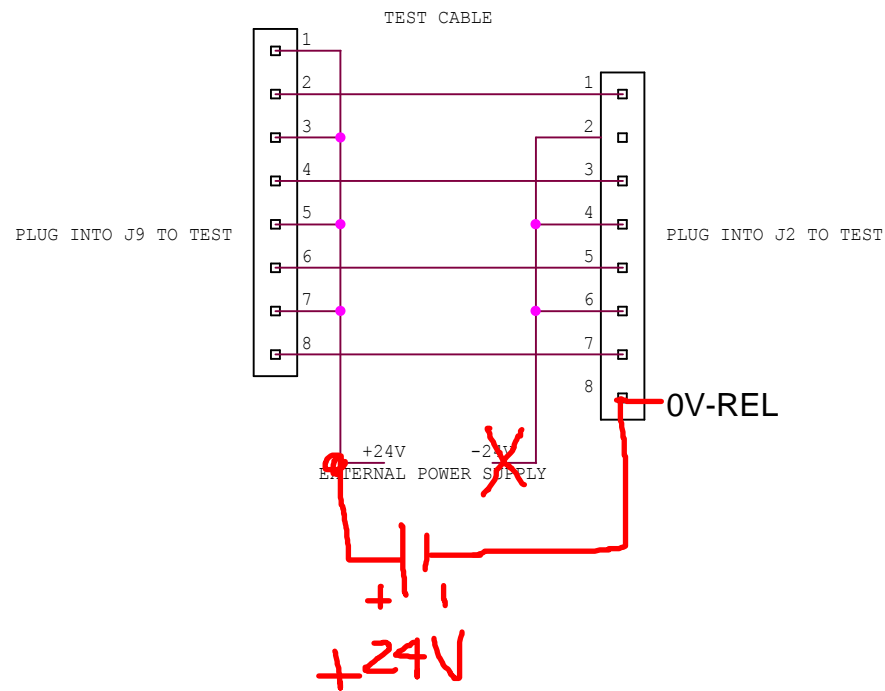 TEST CABLE
1
2
3
4
5
6
7
8
1
2
3
4
5
6
7
8
PLUG INTO J9 TO TEST
PLUG INTO J2 TO TEST
0V-REL
+24V
-24V
EXTERNAL POWER SUPPLY
+
-
+24V